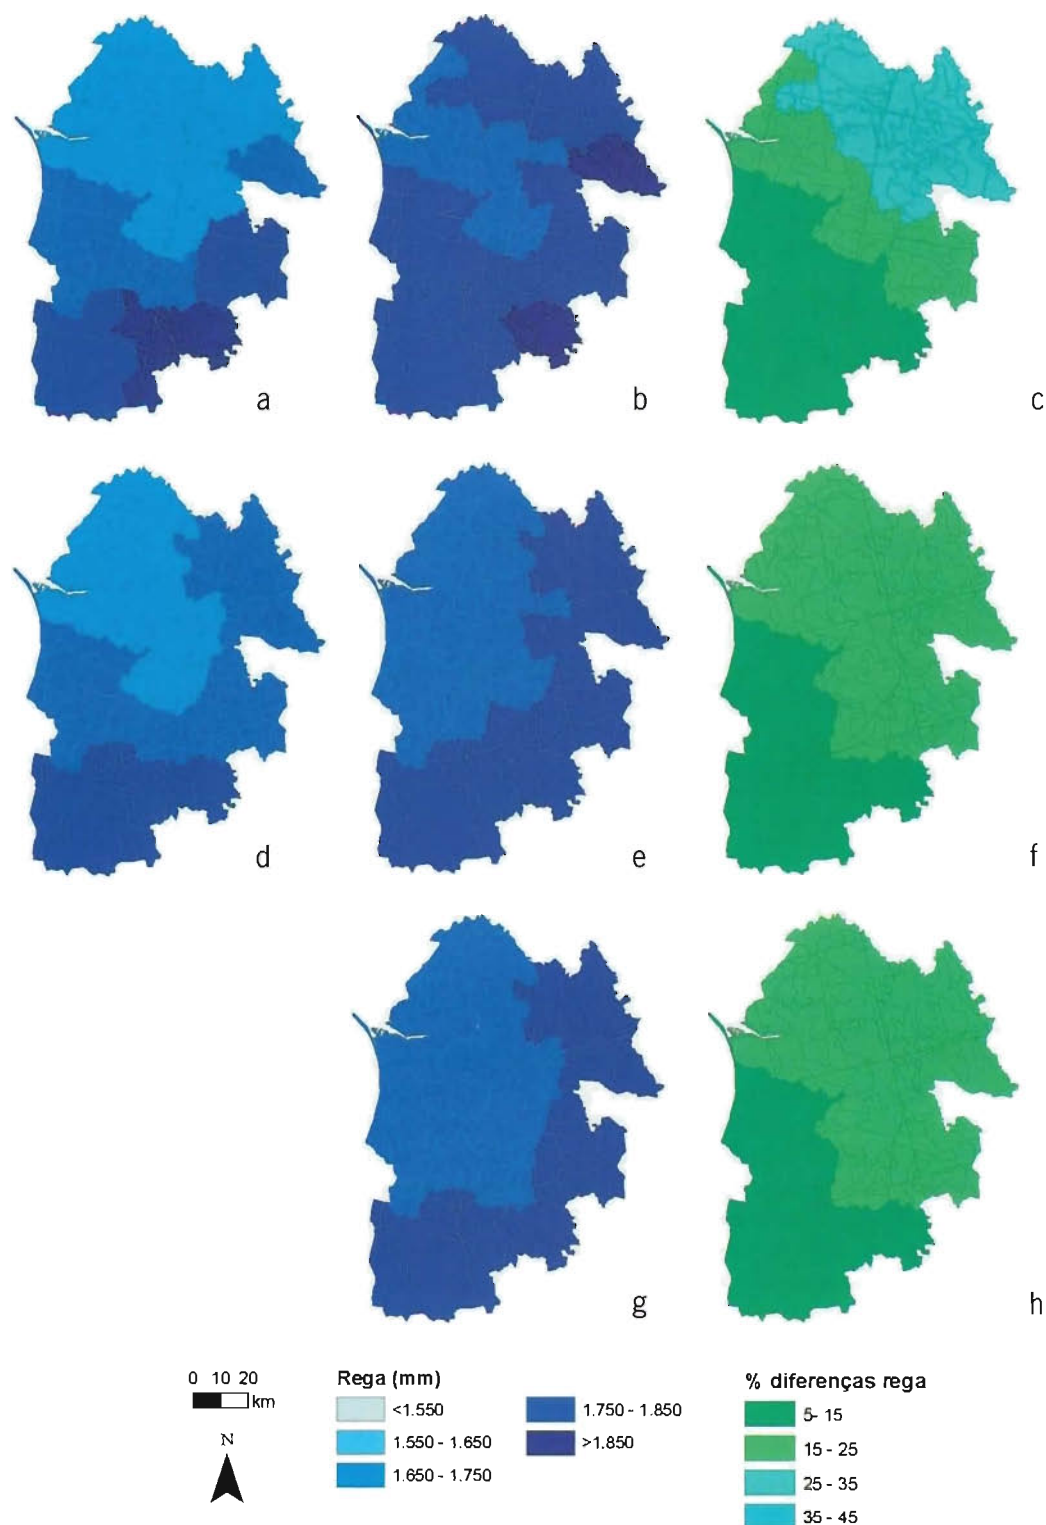 a
b
c
d
e
f
g
h
0 10 20
km
N
Rega (mm)
<1.550
1.550 - 1.650
1.650 - 1.750
1.750 - 1.850
>1.850
% diferenças rega
5- 15
15 - 25
25 - 35
35 - 45